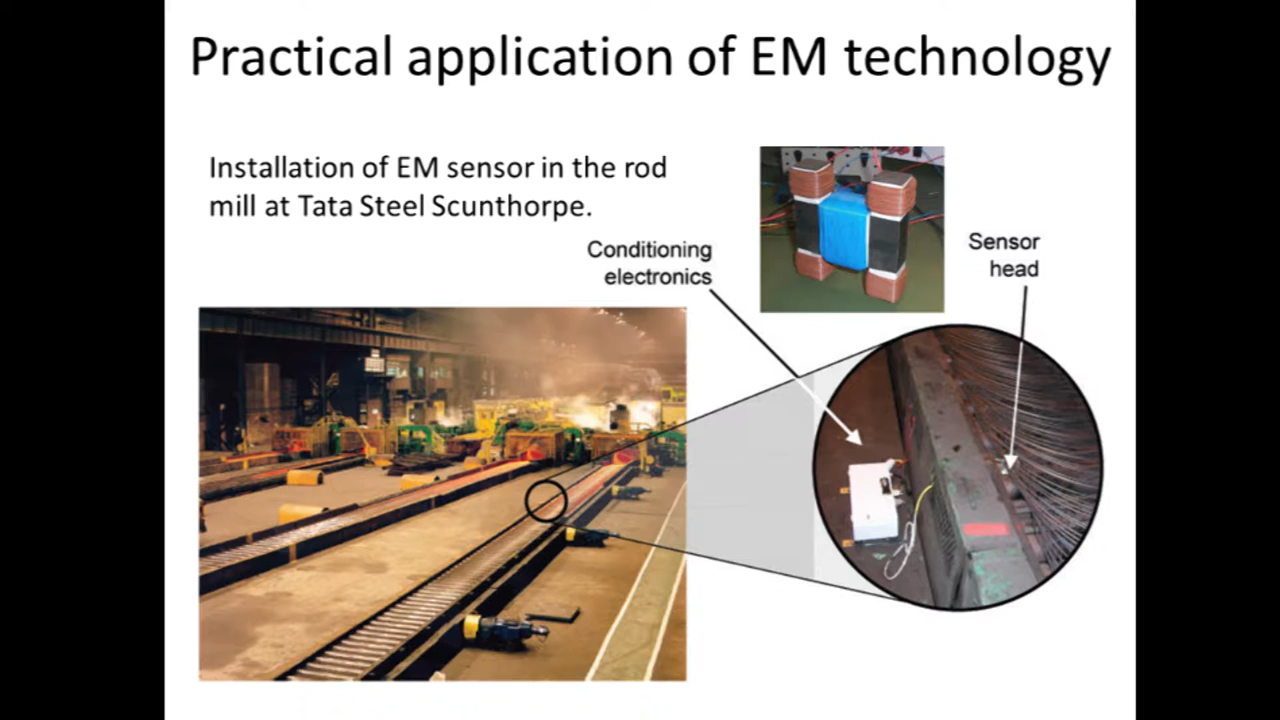 Practical application of EM technology
Installation of EM sensor in the rod
mill at Tata Steel Scunthorpe.
Conditioning
electronics
Sensor
head